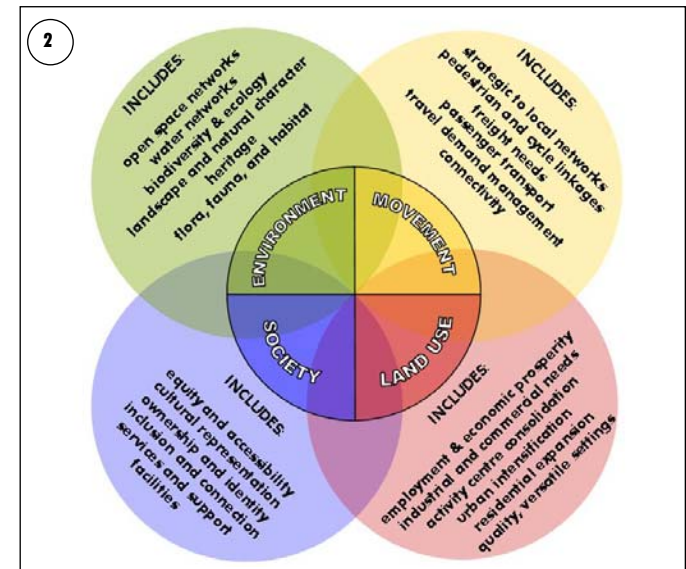 2
INCLUDES:
open space networks
water networks
biodiversity & ecology
landscape and natural character
heritage
flora, fauna, and habitat
INCLUDES:
strategic to local networks
pedestrian and cycle linkages
freight needs
passenger transport
travel demand management
connectivity
ENVIRONMENT
MOVEMENT
SOCIETY
LAND USE
INCLUDES:
equity and accessibility
cultural representation
ownership and identity
inclusion and connection
services and support
facilities
INCLUDES:
employment & economic prosperity
industrial and commercial needs
activity centre consolidation
urban intensification
residential expansion
quality, versatile settings